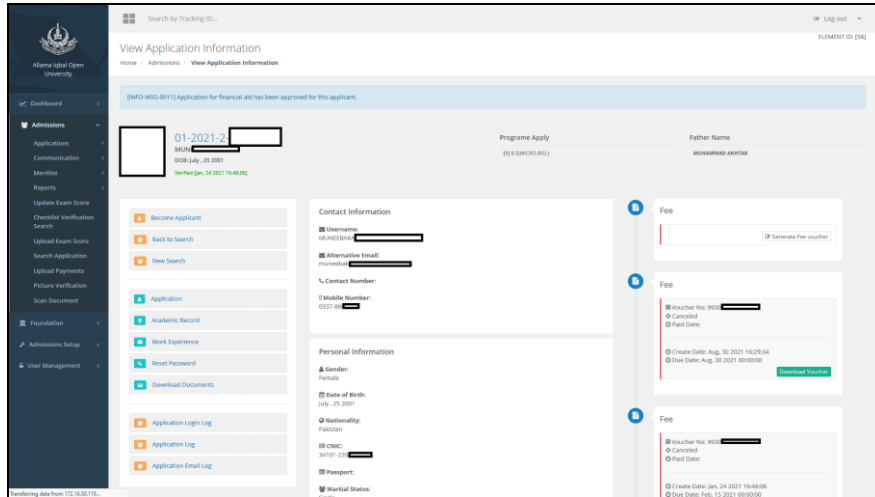 Search by Tracking ID...
Log out
ELEMENT ID: [58]
Allama Iqbal Open
University
View Application Information
Home / Admissions / View Application Information
Dashboard
Admissions
Applications
Communication
Meritlist
Reports
Update Exam Score
Checklist Verification
Search
Upload Exam Score
Search Application
Upload Payments
Picture Verification
Scan Document
Foundation
Admissions Setup
User Management
[INFO-MSG-0011] Application for financial aid has been approved for this applicant.
01-2021-2-
MUN
DOB: July , 25 2001
Verified [Jan, 24 2021 16:48:06]
Programe Apply
[1] B.S(MICRO.BIO.)
Father Name
MUHAMMAD AKHTAR
Become Applicant
Back to Search
New Search
Application
Academic Record
Work Experience
Reset Password
Download Documents
Application Login Log
Application Log
Application Email Log
Contact Information
Username:
MUNEEBAK
Alternative Email:
muneebak
Contact Number:
Mobile Number:
0337-86
Personal Information
Gender:
Female
Date of Birth:
July , 25 2001
Nationality:
Pakistan
CNIC:
34101-220
Passport:
Martial Status:
Fee
Generate Fee voucher
Fee
Voucher No: 9930
Canceled
Paid Date:
Create Date: Aug, 30 2021 16:29:34
Due Date: Aug, 30 2021 00:00:00
Download Voucher
Fee
Voucher No: 9930
Canceled
Paid Date:
Create Date: Jan, 24 2021 16:48:06
Due Date: Feb, 15 2021 00:00:00
Transferring data from 172.16.50.119...